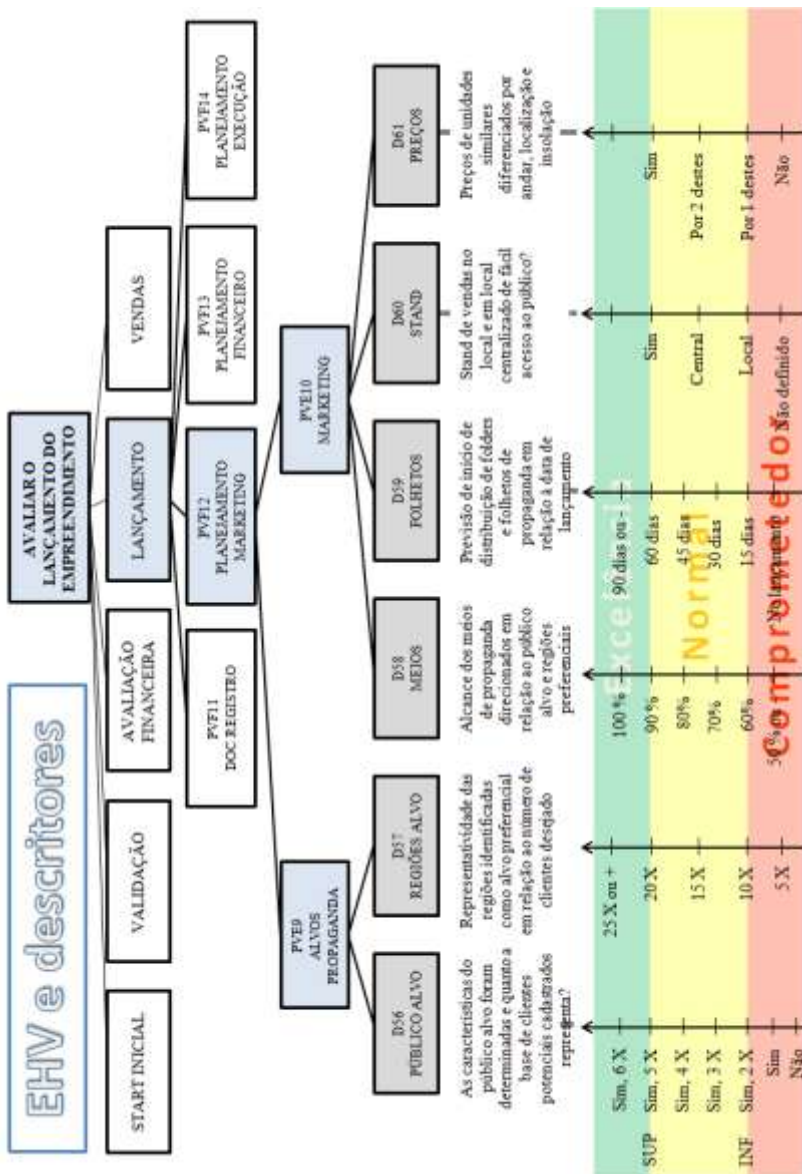 EHV e descritores
AVALIAR O
LANÇAMENTO DO
EMPREENDIMENTO
START INICIAL
VALIDAÇÃO
AVALIAÇÃO
FINANCEIRA
LANÇAMENTO
VENDAS
PVF11
DOC REGISTRO
PVF12
PLANEJAMENTO
MARKETING
PVF13
PLANEJAMENTO
FINANCEIRO
PVF14
PLANEJAMENTO
EXECUÇÃO
PVE9
ALVOS
PROPAGANDA
PVE10
MARKETING
D56
PÚBLICO ALVO
D57
REGIÕES ALVO
D58
MEIOS
D59
FOLHETOS
D60
STAND
D61
PREÇOS
As características do
público alvo foram
determinadas e quanto a
base de clientes
potenciais cadastrados
representa?
Representatividade das
regiões identificadas
como alvo preferencial
em relação ao número de
clientes desejado
Alcance dos meios
de propaganda
direcionados em
relação ao público
alvo e regiões
preferenciais
Previsão de início de
distribuição de folders
e folhetos de
propaganda em
relação à data de
lançamento
Stand de vendas no
local e em local
centralizado de fácil
acesso ao público?
Preços de unidades
similares
diferenciados por
andar, localização e
insolação
Excelência
Normal
Comprometedor
SUP
INF
Sim, 6 X
Sim, 5 X
Sim, 4 X
Sim, 3 X
Sim, 2 X
Sim
Não
25 X ou +
20 X
15 X
10 X
5 X
100 %
90 %
80%
70%
60%
50 %
90 dias ou -
60 dias
45 dias
30 dias
15 dias
No lançamento
Sim
Central
Local
Não definido
Sim
Por 2 destes
Por 1 destes
Não